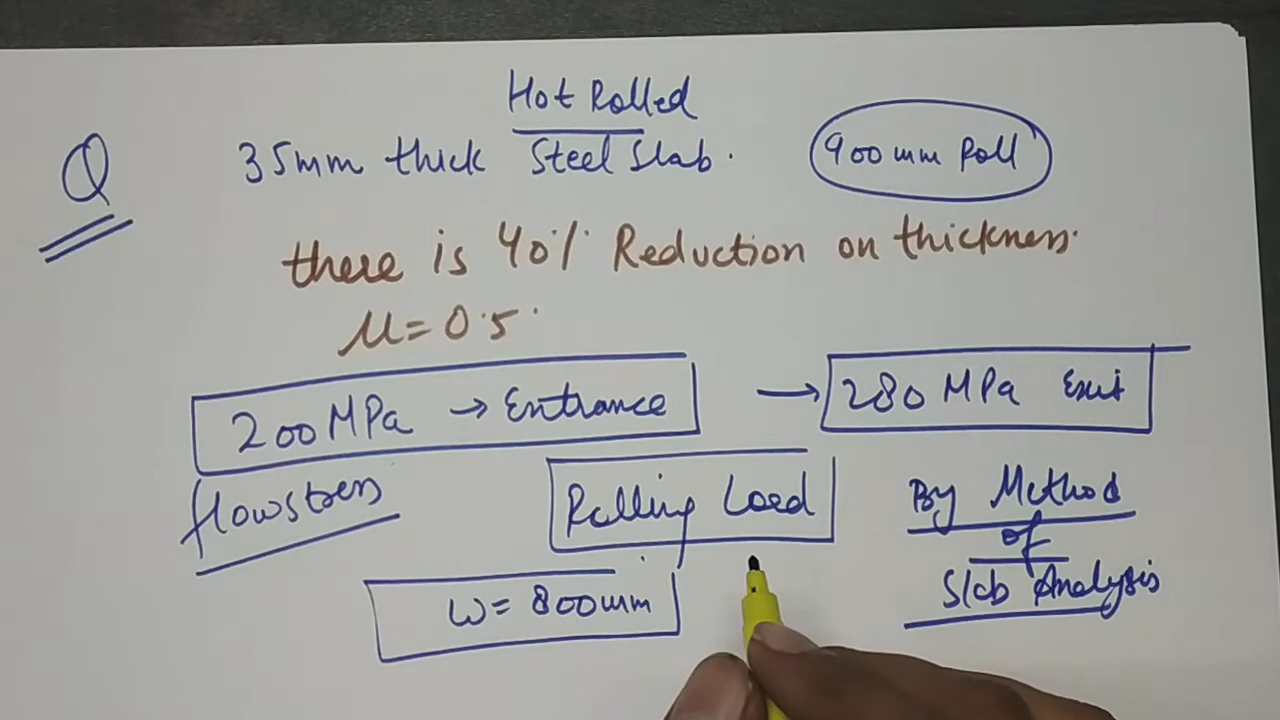 Hot Rolled
Q 35mm thick Steel Slab. 900 mm Roll
there is 40% Reduction on thickness.
μ = 0.5
200 MPa → Entrance → 280 MPa Exit
flowstress Rolling Load By Method
of
W = 800mm Slab Analysis